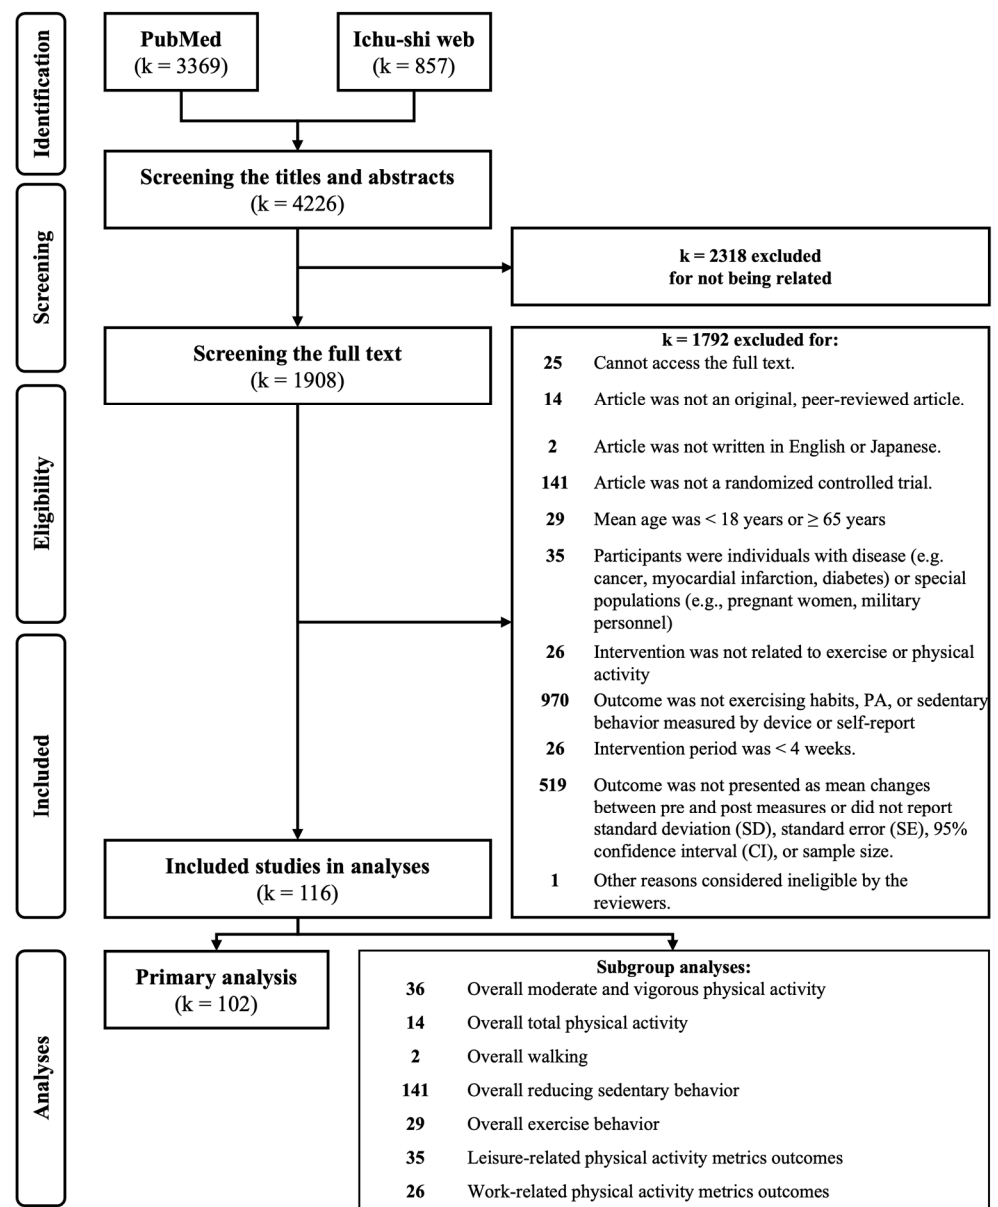 Identification
PubMed
(k = 3369)
Ichu-shi web
(k = 857)
Screening the titles and abstracts
(k = 4226)
Screening
k = 2318 excluded
for not being related
Screening the full text
(k = 1908)
Eligibility
k = 1792 excluded for:
25 Cannot access the full text.
14 Article was not an original, peer-reviewed article.
2 Article was not written in English or Japanese.
141 Article was not a randomized controlled trial.
29 Mean age was < 18 years or ≥ 65 years
35 Participants were individuals with disease (e.g.
cancer, myocardial infarction, diabetes) or special
populations (e.g., pregnant women, military
personnel)
26 Intervention was not related to exercise or physical
activity
970 Outcome was not exercising habits, PA, or sedentary
behavior measured by device or self-report
26 Intervention period was < 4 weeks.
519 Outcome was not presented as mean changes
between pre and post measures or did not report
standard deviation (SD), standard error (SE), 95%
confidence interval (CI), or sample size.
1 Other reasons considered ineligible by the
reviewers.
Included
Included studies in analyses
(k = 116)
Analyses
Primary analysis
(k = 102)
Subgroup analyses:
36 Overall moderate and vigorous physical activity
14 Overall total physical activity
2 Overall walking
141 Overall reducing sedentary behavior
29 Overall exercise behavior
35 Leisure-related physical activity metrics outcomes
26 Work-related physical activity metrics outcomes